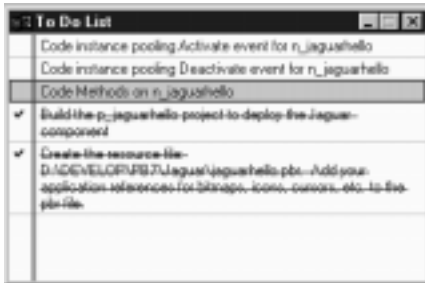 To Do List
Code instance pooling Activate event for n_jaguarhello
Code instance pooling Deactivate event for n_jaguarhello
Code Methods on n_jaguarhello
Build the p_jaguarhello project to deploy the Jaguar
component
Create the resource file
D:\DEVELOP\PB7\Jaguar\jaguarhello.pbr. Add your
application references for bitmaps, icons, cursors, etc. to the
pbr file.